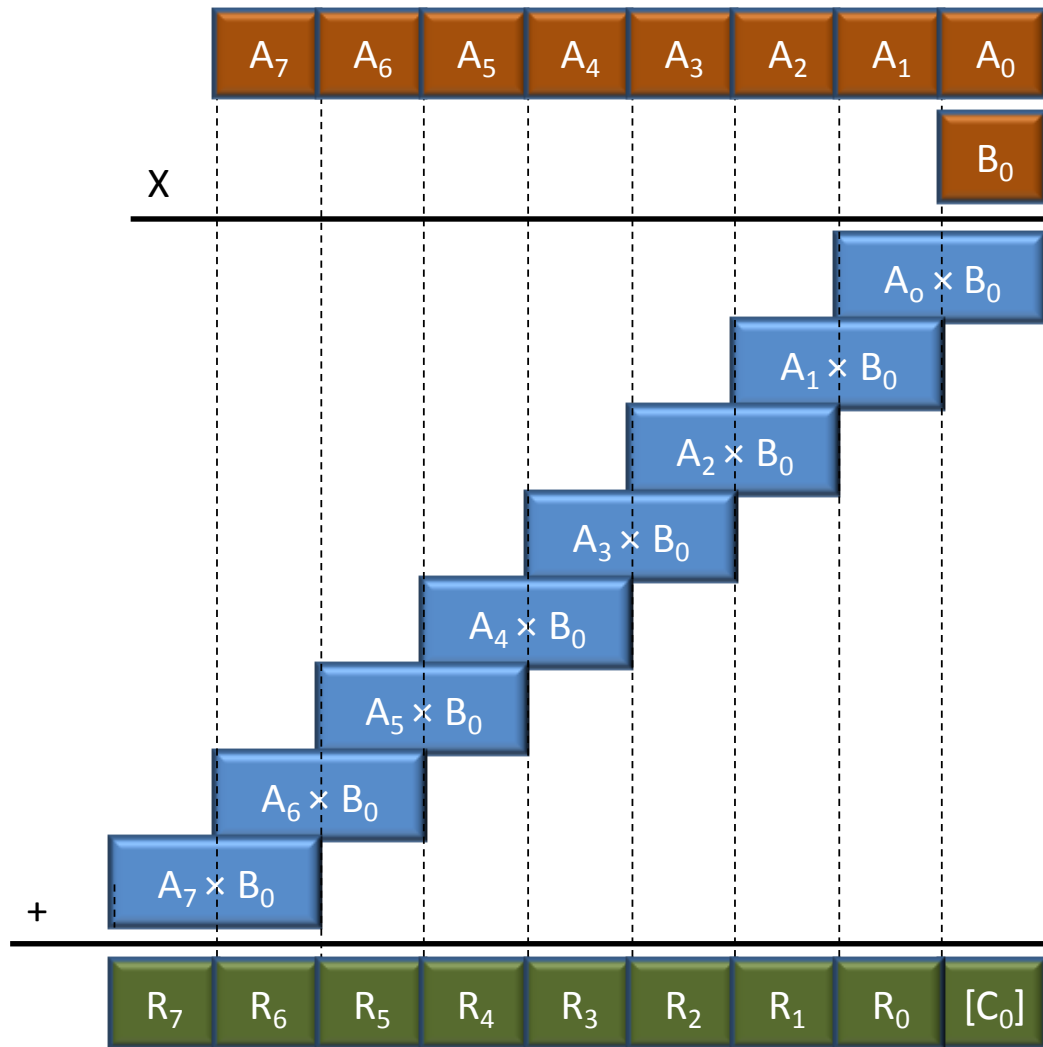 A₇ A₆ A₅ A₄ A₃ A₂ A₁ A₀
B₀
X
Aₒ × B₀
A₁ × B₀
A₂ × B₀
A₃ × B₀
A₄ × B₀
A₅ × B₀
A₆ × B₀
A₇ × B₀
+
R₇ R₆ R₅ R₄ R₃ R₂ R₁ R₀ [C₀]